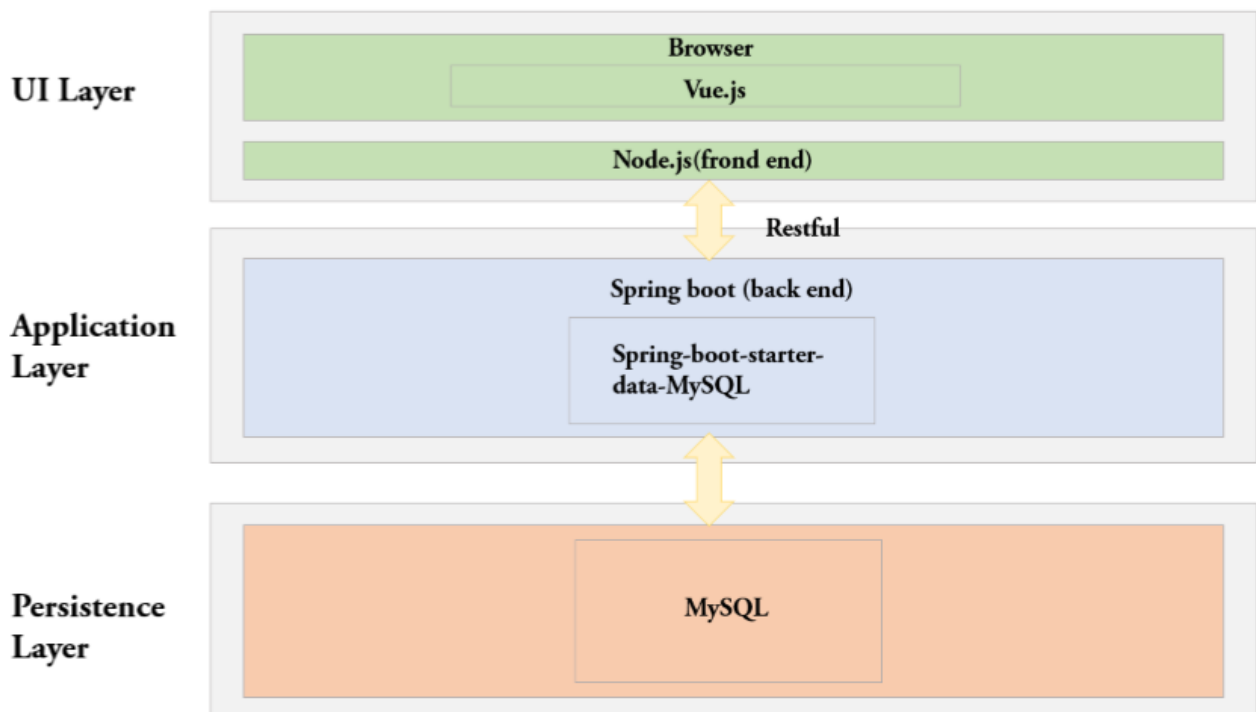 UI Layer
Browser
Vue.js
Node.js(frond end)
Restful
Application
Layer
Spring boot (back end)
Spring-boot-starter-
data-MySQL
Persistence
Layer
MySQL